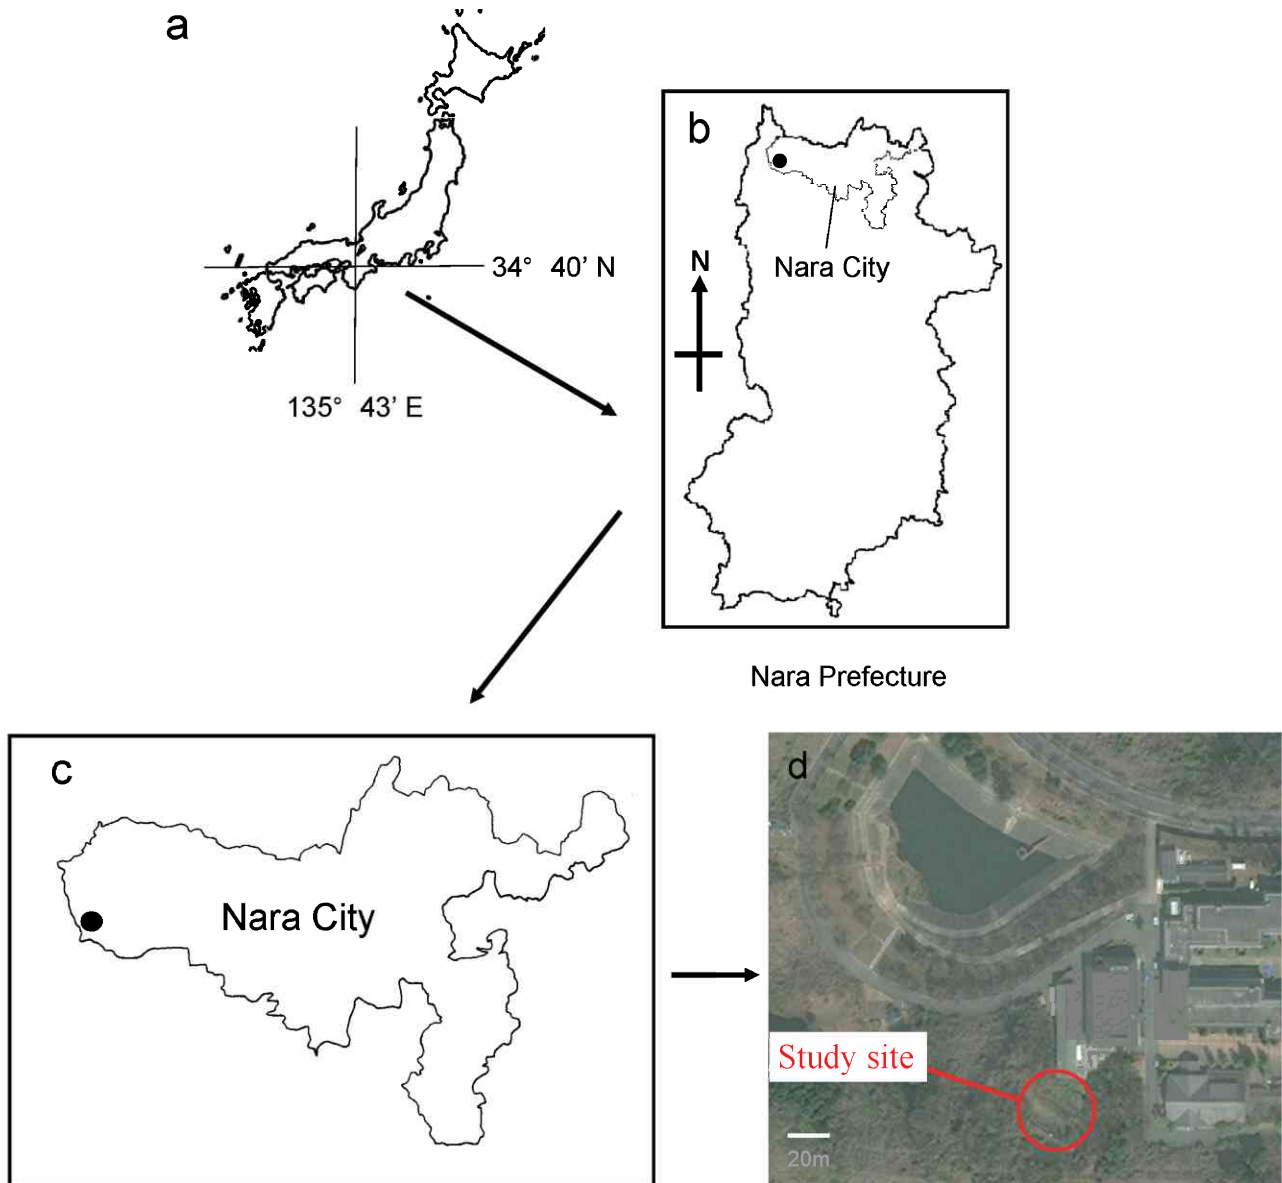 a
34° 40’ N
135° 43’ E
b
Nara City
N
Nara Prefecture
c
Nara City
d
Study site
20m